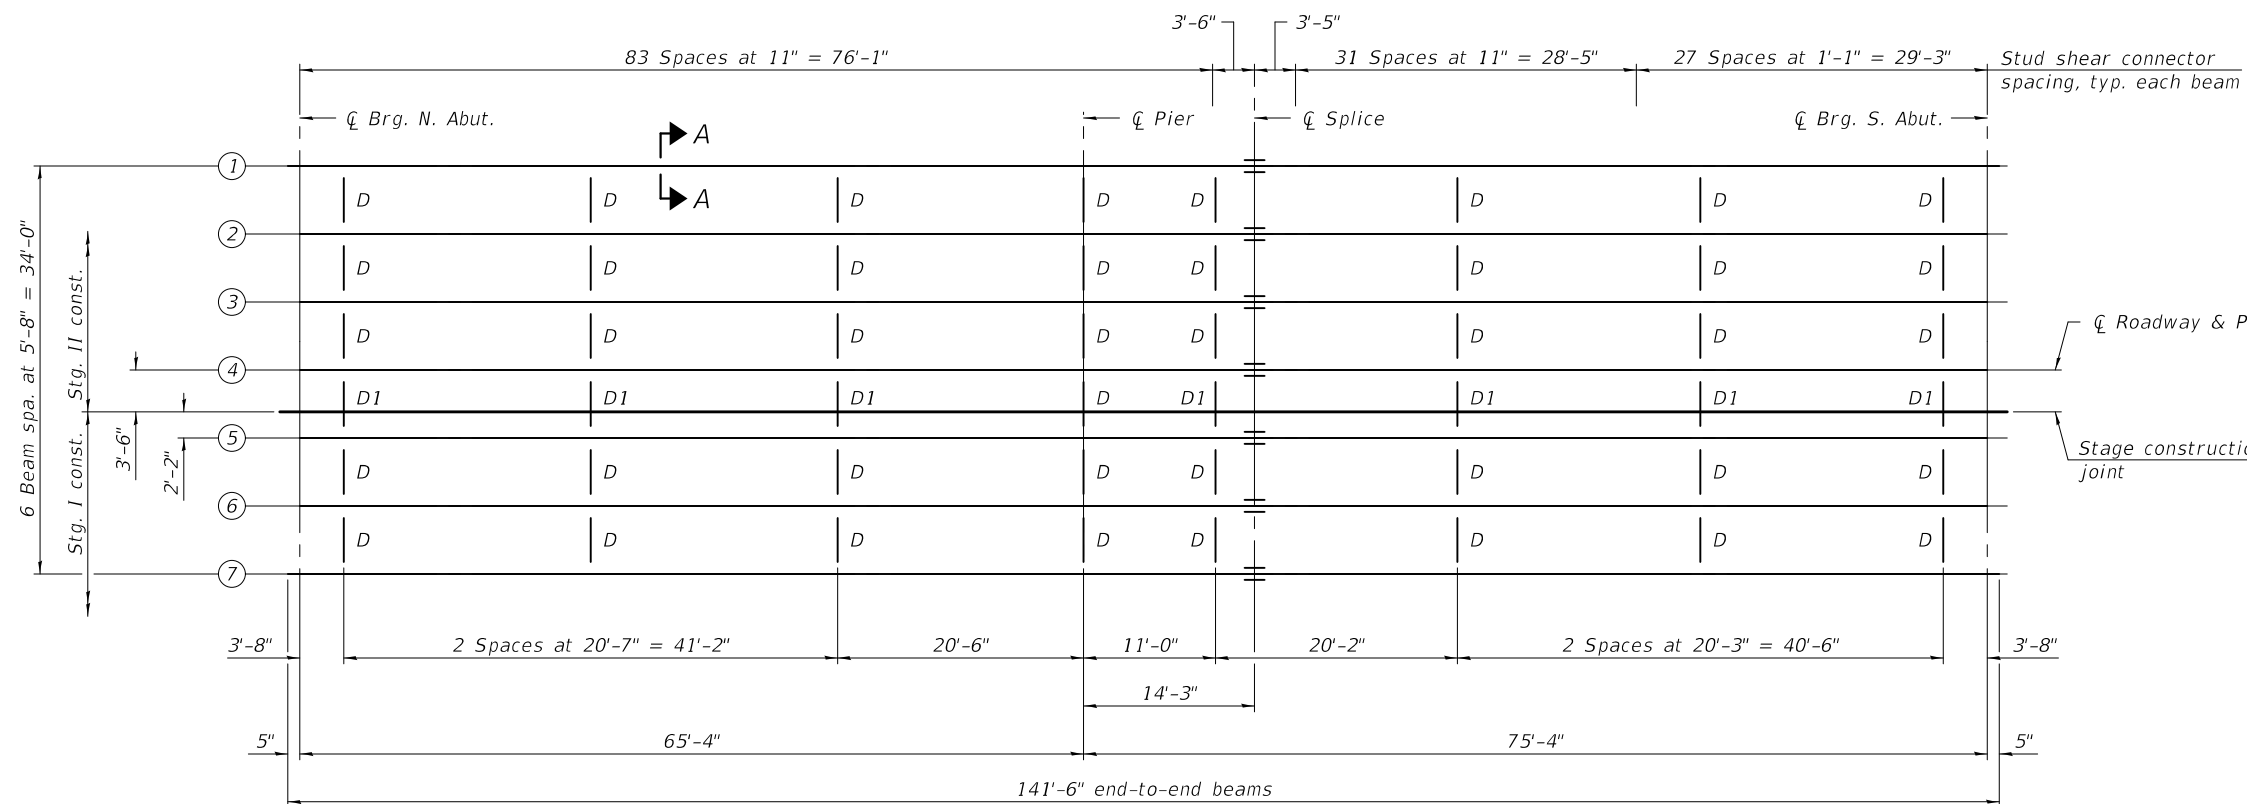 3'-6" 3'-5"
83 Spaces at 11" = 76'-1" 31 Spaces at 11" = 28'-5" 27 Spaces at 1'-1" = 29'-3" Stud shear connector
spacing, typ. each beam
℄ Brg. N. Abut. ℄ Pier ℄ Splice ℄ Brg. S. Abut.
A
A
1
D D D D D D D D
2
D D D D D D D D
3
D D D D D D D D
℄ Roadway & P
4
D1 D1 D1 D D1 D1 D1 D1
5
Stage constructio
joint
D D D D D D D D
6
D D D D D D D D
7
6 Beam spa. at 5'-8" = 34'-0"
Stg. II const.
Stg. I const.
3'-6"
2'-2"
3'-8" 2 Spaces at 20'-7" = 41'-2" 20'-6" 11'-0" 20'-2" 2 Spaces at 20'-3" = 40'-6" 3'-8"
14'-3"
5" 65'-4" 75'-4" 5"
141'-6" end-to-end beams